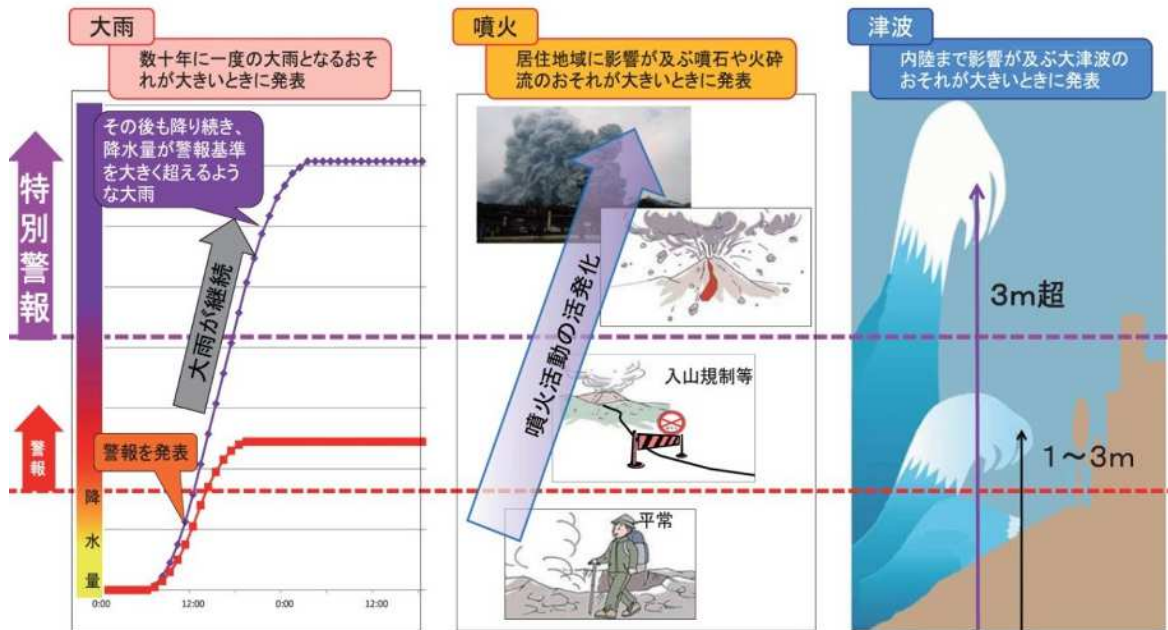 大雨
数十年に一度の大雨となるおそ
れが大きいときに発表
噴火
居住地域に影響が及ぶ噴石や火砕
流のおそれが大きいときに発表
津波
内陸まで影響が及ぶ大津波の
おそれが大きいときに発表
特別警報
警報
その後も降り続き、
降水量が警報基準
を大きく超えるよう
な大雨
大雨が継続
警報を発表
降水量
0:00
12:00
0:00
12:00
噴火活動の活発化
入山規制等
平常
3m超
1～3m